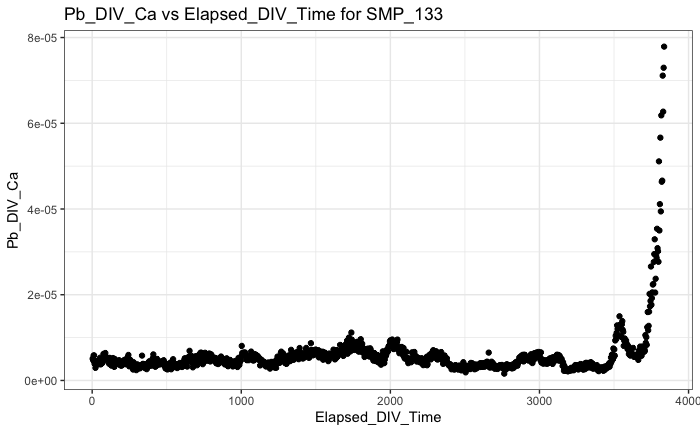 Pb_DIV_Ca vs Elapsed_DIV_Time for SMP_133
8e-05
6e-05
4e-05
2e-05
0e+00
Pb_DIV_Ca
0 1000 2000 3000 4000
Elapsed_DIV_Time